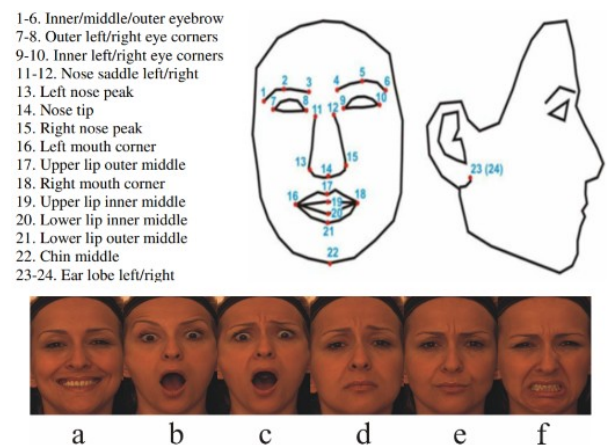 1-6. Inner/middle/outer eyebrow
7-8. Outer left/right eye corners
9-10. Inner left/right eye corners
11-12. Nose saddle left/right
13. Left nose peak
14. Nose tip
15. Right nose peak
16. Left mouth corner
17. Upper lip outer middle
18. Right mouth corner
19. Upper lip inner middle
20. Lower lip inner middle
21. Lower lip outer middle
22. Chin middle
23-24. Ear lobe left/right
1 2 3 4 5 6
7 8 9 10
11 12
13 14 15
16 17 18
19
20
21
22
23 (24)
a b c d e f